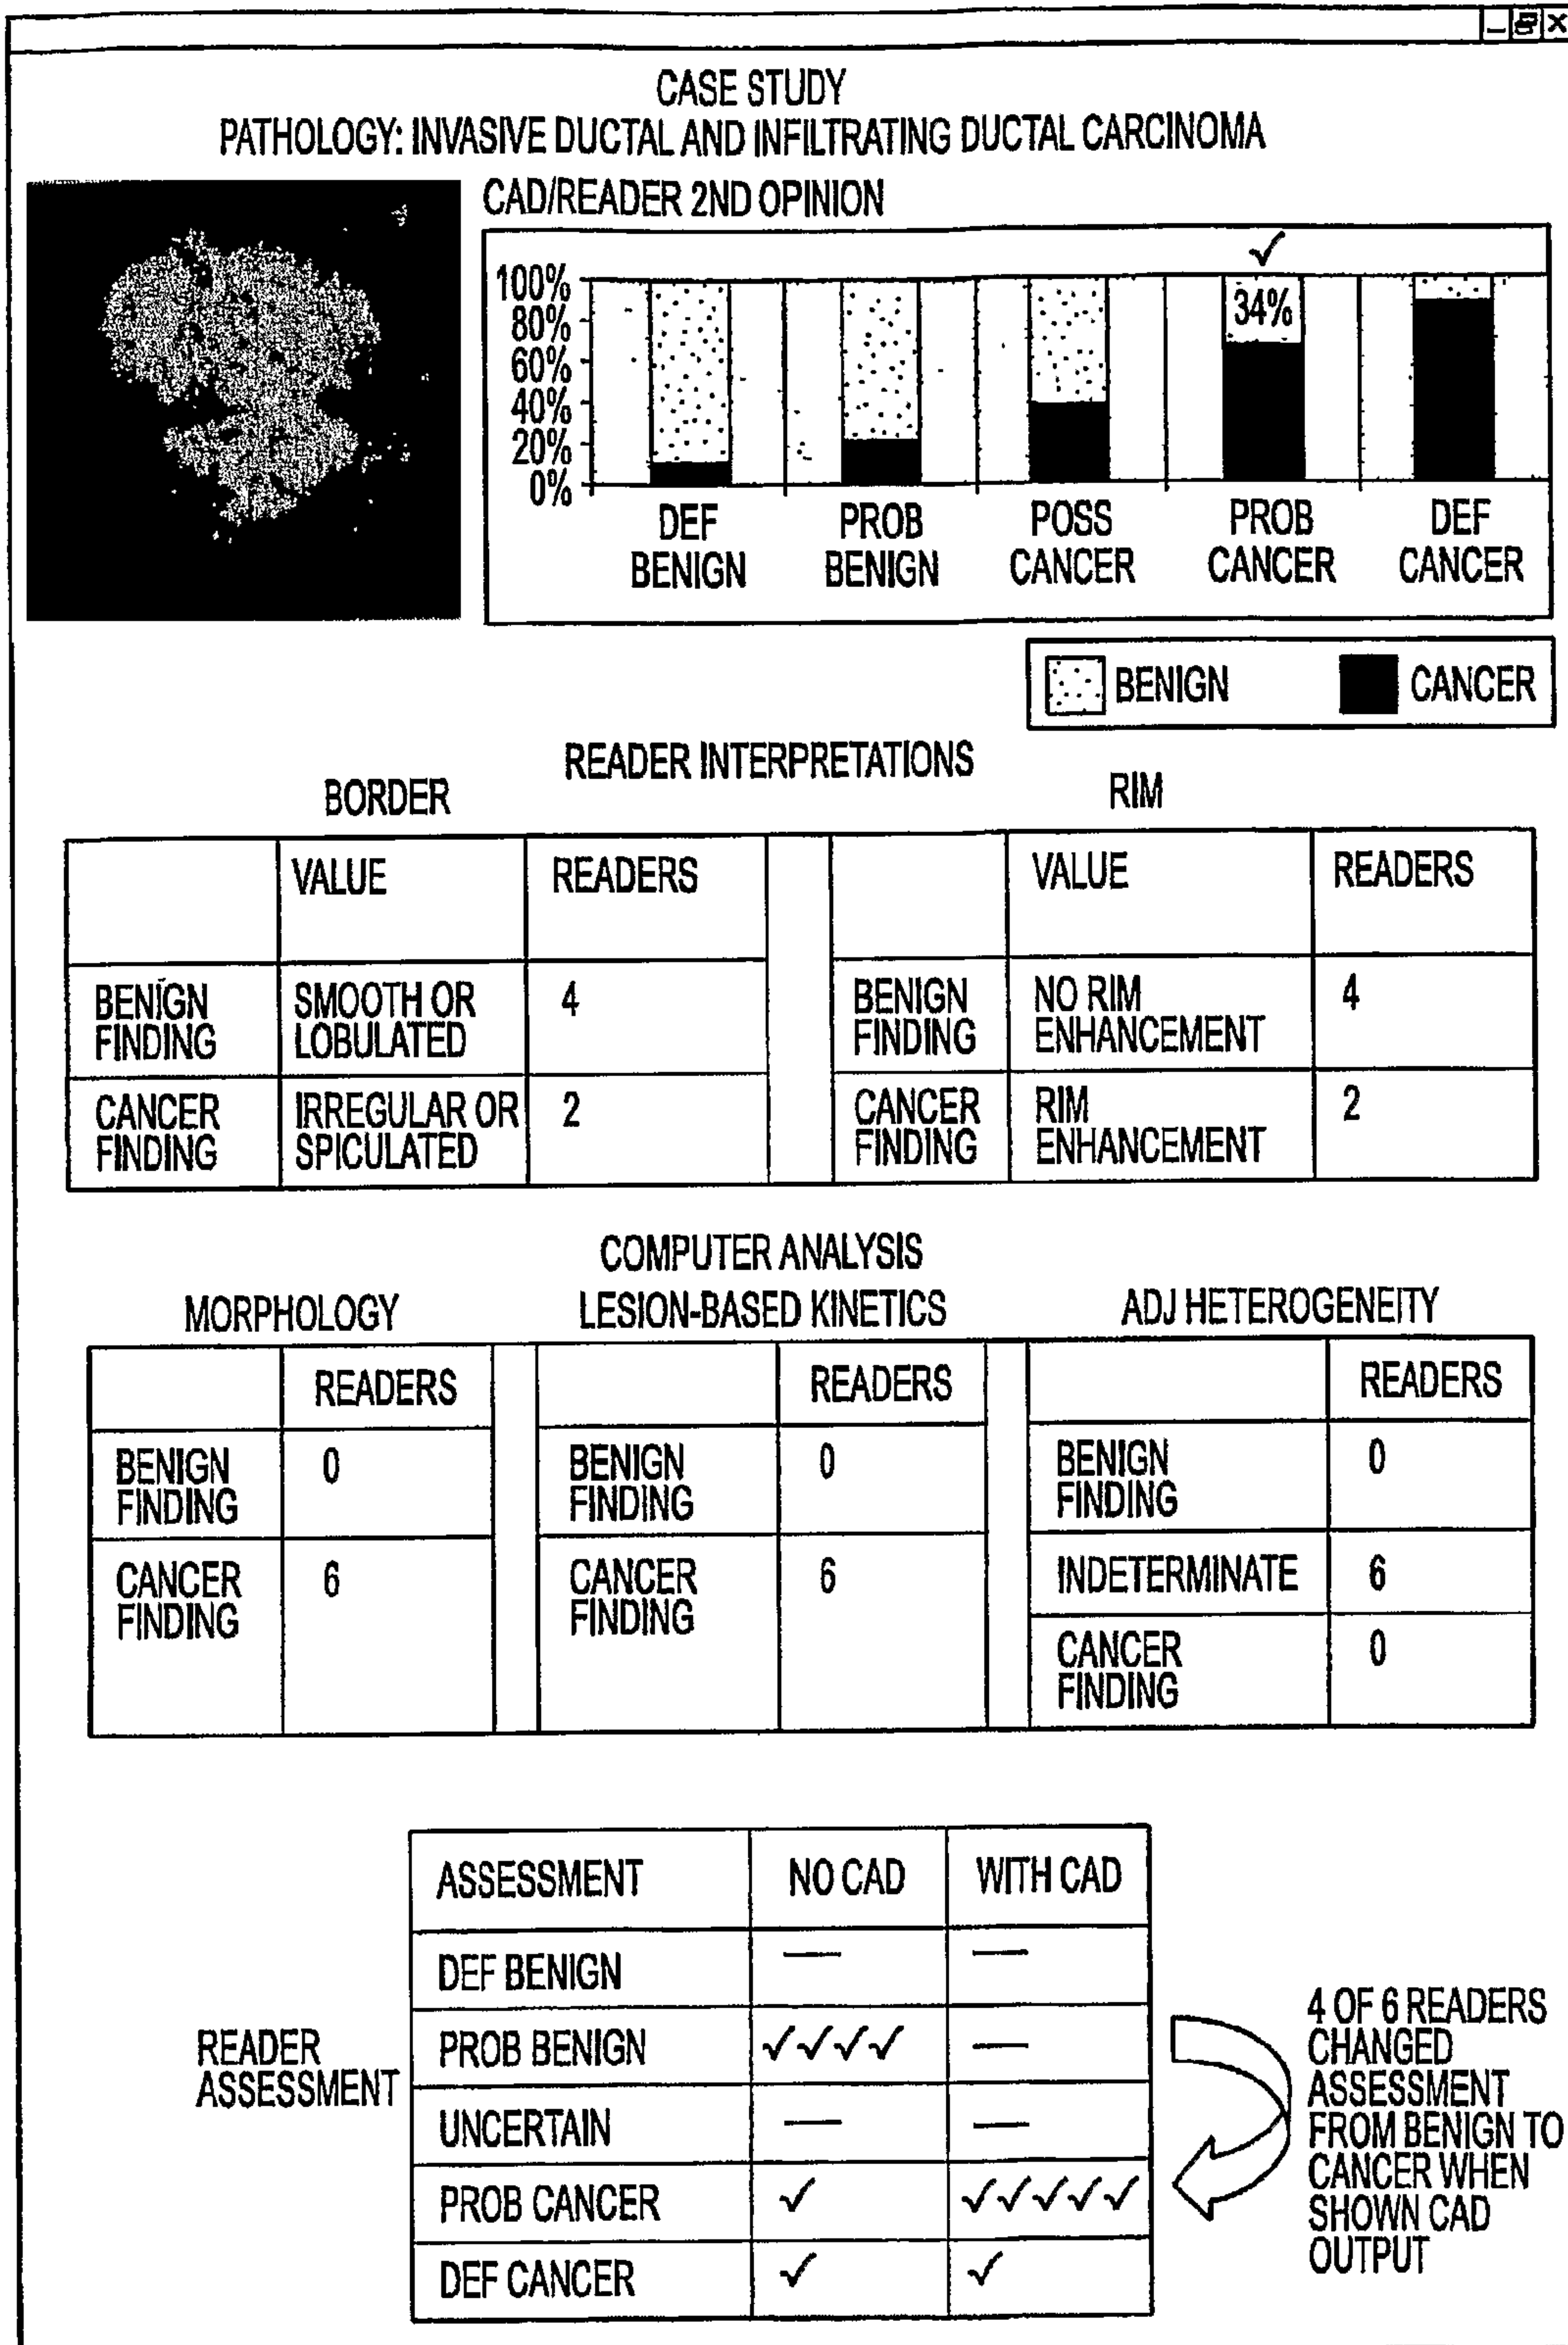 CASE STUDY
PATHOLOGY: INVASIVE DUCTAL AND INFILTRATING DUCTAL CARCINOMA
CAD/READER 2ND OPINION
✓
100%
80%
60%
40%
20%
0%
34%
DEF
BENIGN
PROB
BENIGN
POSS
CANCER
PROB
CANCER
DEF
CANCER
BENIGN
CANCER
READER INTERPRETATIONS
BORDER
RIM
VALUE READERS VALUE READERS
BENIGN SMOOTH OR 4 BENIGN NO RIM 4
FINDING LOBULATED FINDING ENHANCEMENT
CANCER IRREGULAR OR 2 CANCER RIM 2
FINDING SPICULATED FINDING ENHANCEMENT
COMPUTER ANALYSIS
MORPHOLOGY
READERS
BENIGN 0
FINDING
CANCER 6
FINDING
LESION-BASED KINETICS
READERS
BENIGN 0
FINDING
CANCER 6
FINDING
ADJ HETEROGENEITY
READERS
BENIGN 0
FINDING
INDETERMINATE 6
CANCER 0
FINDING
READER
ASSESSMENT
ASSESSMENT NO CAD WITH CAD
DEF BENIGN — —
PROB BENIGN ✓✓✓✓ —
UNCERTAIN — —
PROB CANCER ✓ ✓✓✓✓✓
DEF CANCER ✓ ✓
4 OF 6 READERS
CHANGED
ASSESSMENT
FROM BENIGN TO
CANCER WHEN
SHOWN CAD
OUTPUT